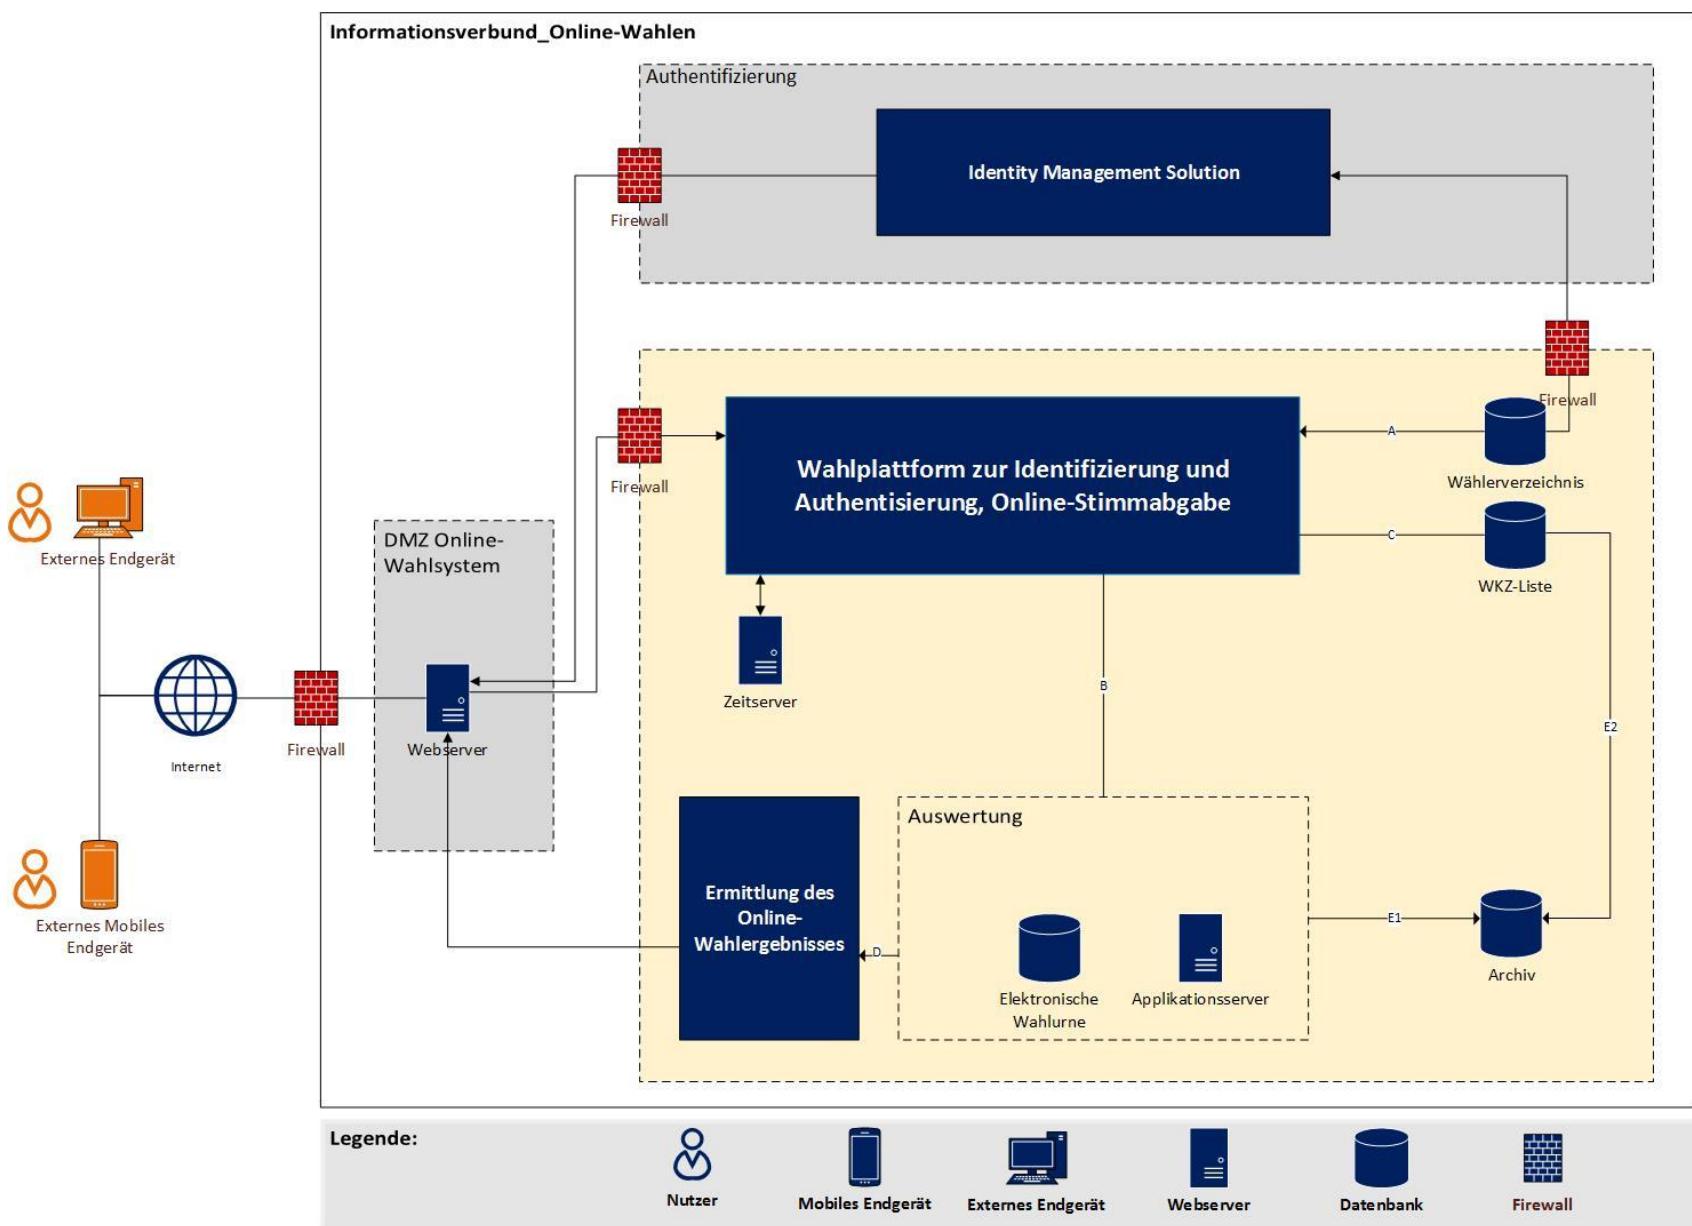 Informationsverbund_Online-Wahlen
Authentifizierung
Identity Management Solution
Firewall
Firewall
Firewall
Wahlplattform zur Identifizierung und
Authentisierung, Online-Stimmabgabe
A
Wählerverzeichnis
C
WKZ-Liste
Externes Endgerät
DMZ Online-
Wahlsystem
Zeitserver
B
E2
Internet
Firewall
Webserver
Auswertung
Ermittlung des
Online-
Wahlergebnisses
D
E1
Externes Mobiles
Endgerät
Elektronische
Wahlurne
Applikationsserver
Archiv
Legende:
Nutzer
Mobiles Endgerät
Externes Endgerät
Webserver
Datenbank
Firewall